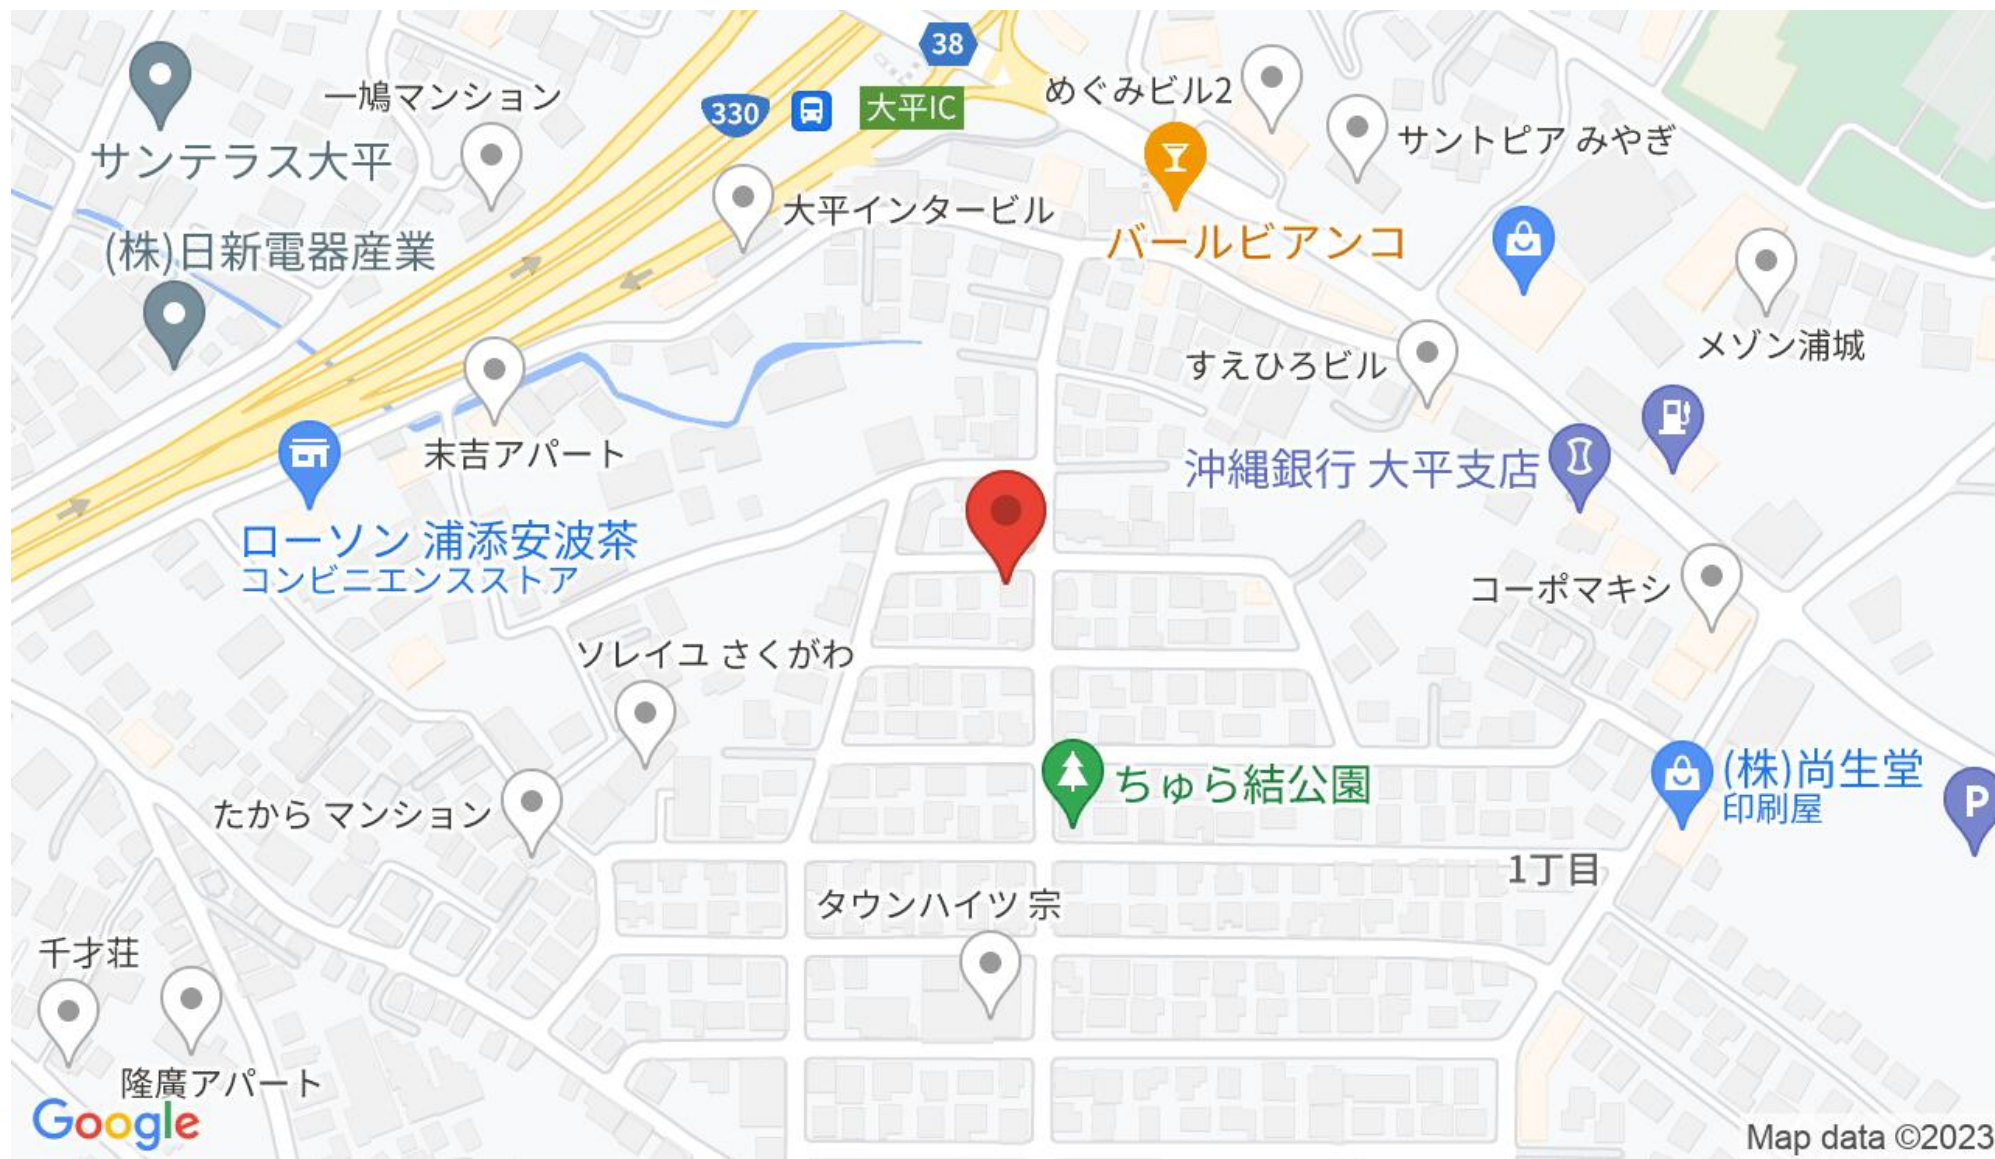 38
330
大平IC
めぐみビル2
一鳩マンション
サントピア みやぎ
サンテラス大平
大平インタービル
バールビアンコ
(株)日新電器産業
メゾン浦城
すえひろビル
末吉アパート
沖縄銀行 大平支店
ローソン 浦添安波茶
コンビニエンスストア
コーポマキシ
ソレイユ さくがわ
ちゅら結公園
(株)尚生堂
印刷屋
P
たから マンション
1丁目
タウンハイツ 宗
千才荘
隆廣アパート
Google
Map data ©2023